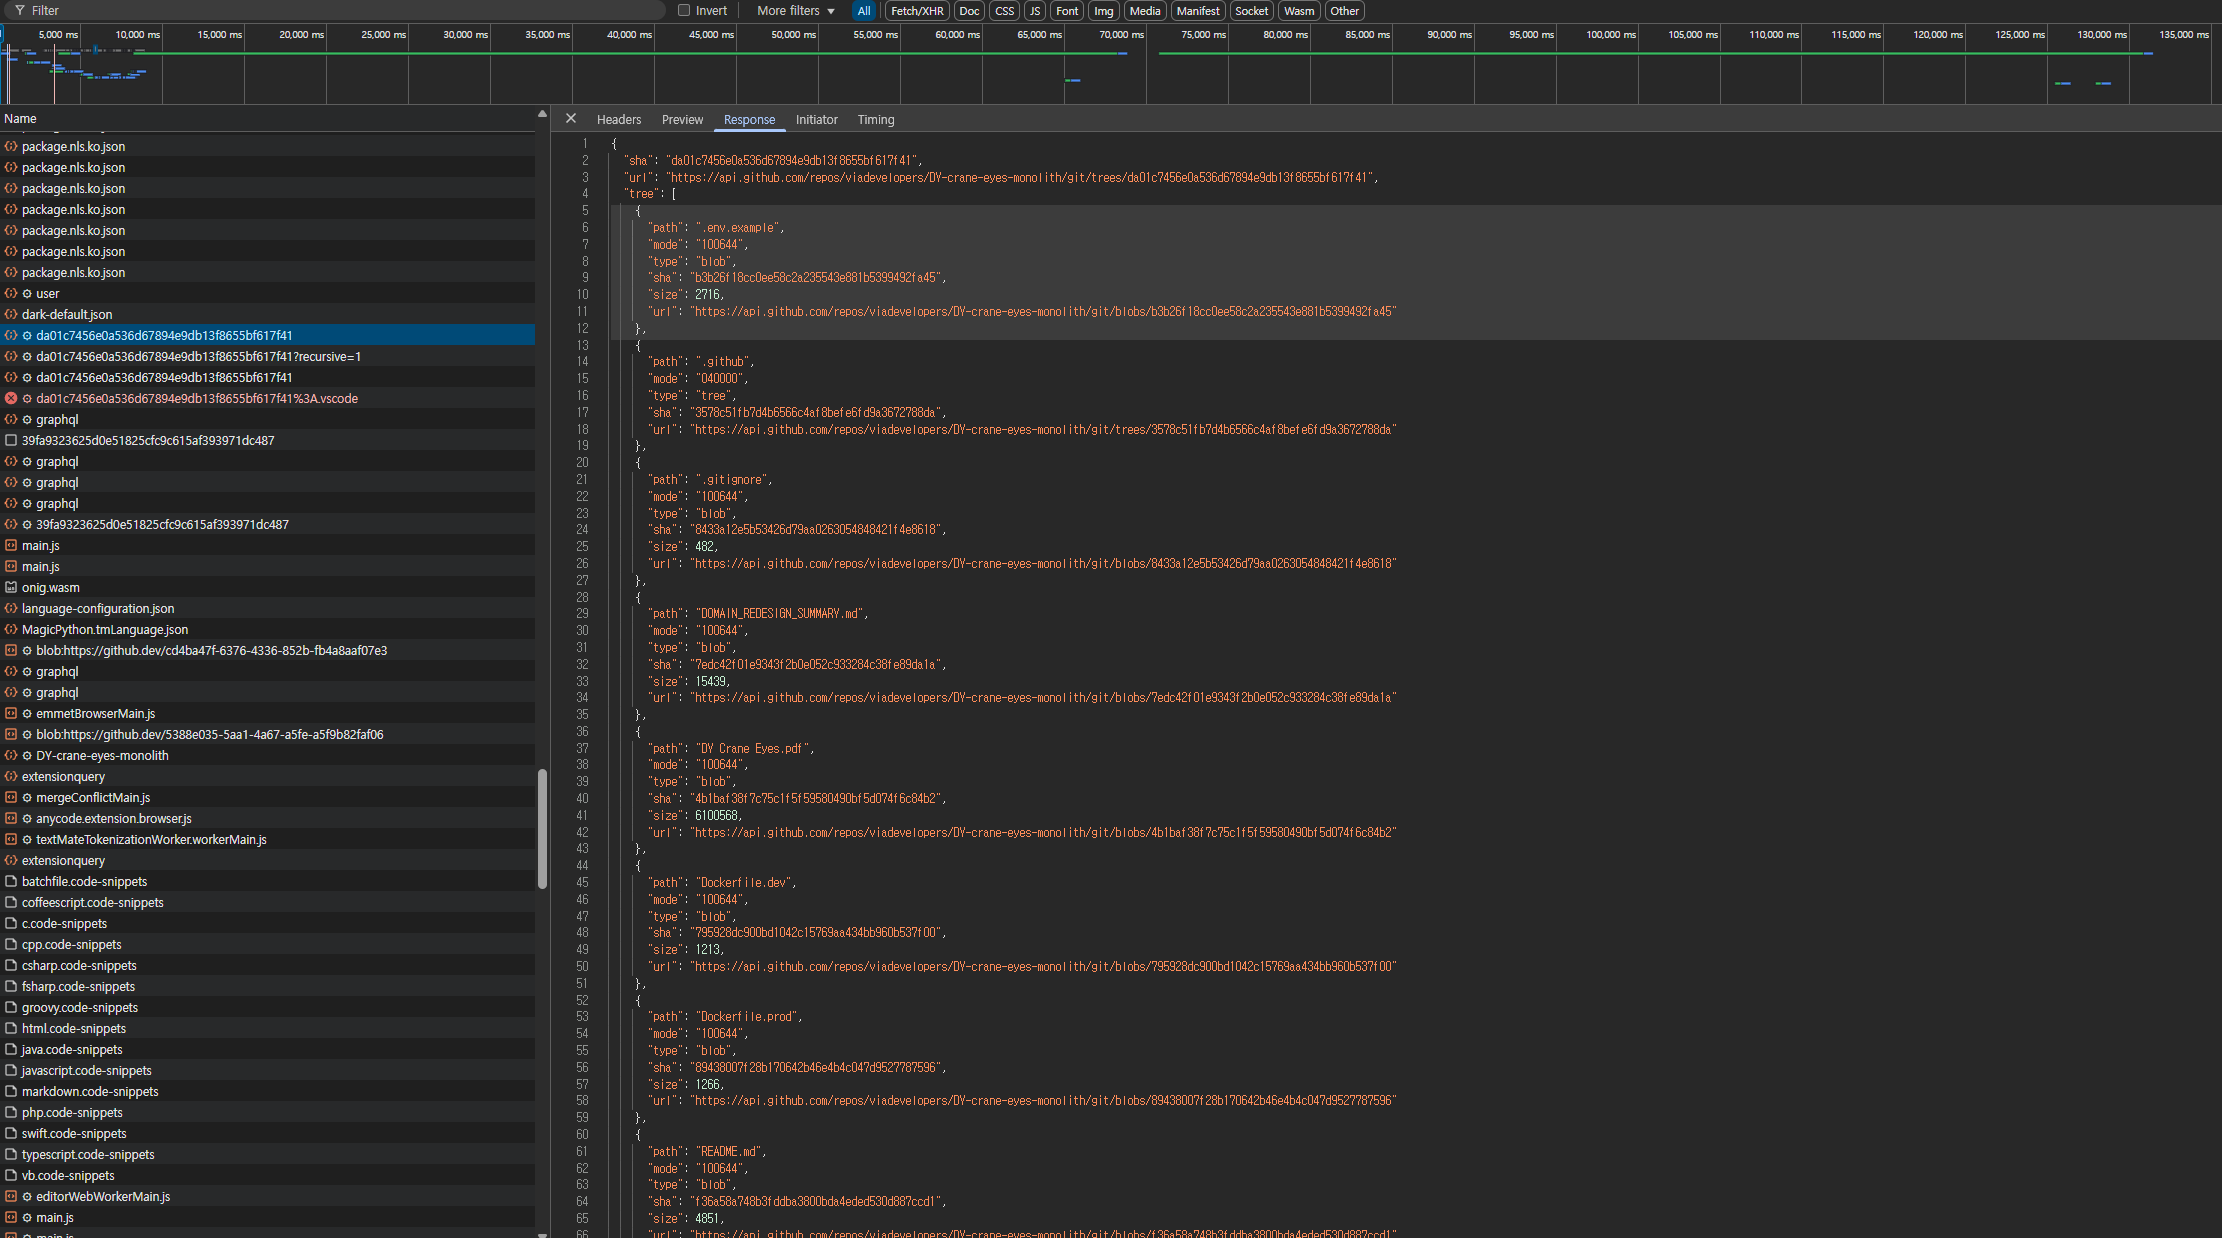 Filter
Invert
More filters
All
Fetch/XHR
Doc
CSS
JS
Font
Img
Media
Manifest
Socket
Wasm
Other
5,000 ms
10,000 ms
15,000 ms
20,000 ms
25,000 ms
30,000 ms
35,000 ms
40,000 ms
45,000 ms
50,000 ms
55,000 ms
60,000 ms
65,000 ms
70,000 ms
75,000 ms
80,000 ms
85,000 ms
90,000 ms
95,000 ms
100,000 ms
105,000 ms
110,000 ms
115,000 ms
120,000 ms
125,000 ms
130,000 ms
135,000 ms
Name
package.nls.ko.json
package.nls.ko.json
package.nls.ko.json
package.nls.ko.json
package.nls.ko.json
package.nls.ko.json
package.nls.ko.json
user
dark-default.json
da01c7456e0a536d67894e9db13f8655bf617f41
da01c7456e0a536d67894e9db13f8655bf617f41?recursive=1
da01c7456e0a536d67894e9db13f8655bf617f41
da01c7456e0a536d67894e9db13f8655bf617f41%3A.vscode
graphql
39fa9323625d0e51825cfc9c615af393971dc487
graphql
graphql
graphql
39fa9323625d0e51825cfc9c615af393971dc487
main.js
main.js
onig.wasm
language-configuration.json
MagicPython.tmLanguage.json
blob:https://github.dev/cd4ba47f-6376-4336-852b-fb4a8aaf07e3
graphql
graphql
emmetBrowserMain.js
blob:https://github.dev/5388e035-5aa1-4a67-a5fe-a5f9b82faf06
DY-crane-eyes-monolith
extensionquery
mergeConflictMain.js
anycode.extension.browser.js
textMateTokenizationWorker.workerMain.js
extensionquery
batchfile.code-snippets
coffeescript.code-snippets
c.code-snippets
cpp.code-snippets
csharp.code-snippets
fsharp.code-snippets
groovy.code-snippets
html.code-snippets
java.code-snippets
javascript.code-snippets
markdown.code-snippets
php.code-snippets
swift.code-snippets
typescript.code-snippets
vb.code-snippets
editorWebWorkerMain.js
main.js
main.js
Headers
Preview
Response
Initiator
Timing
1 {
2 "sha": "da01c7456e0a536d67894e9db13f8655bf617f41",
3 "url": "https://api.github.com/repos/viadevelopers/DY-crane-eyes-monolith/git/trees/da01c7456e0a536d67894e9db13f8655bf617f41",
4 "tree": [
5 {
6 "path": ".env.example",
7 "mode": "100644",
8 "type": "blob",
9 "sha": "b3b26f18cc0ee58c2a235543e881b5399492fa45",
10 "size": 2716,
11 "url": "https://api.github.com/repos/viadevelopers/DY-crane-eyes-monolith/git/blobs/b3b26f18cc0ee58c2a235543e881b5399492fa45"
12 },
13 {
14 "path": ".github",
15 "mode": "040000",
16 "type": "tree",
17 "sha": "3578c51fb7d4b6566c4af8befe6fd9a3672788da",
18 "url": "https://api.github.com/repos/viadevelopers/DY-crane-eyes-monolith/git/trees/3578c51fb7d4b6566c4af8befe6fd9a3672788da"
19 },
20 {
21 "path": ".gitignore",
22 "mode": "100644",
23 "type": "blob",
24 "sha": "8433a12e5b53426d79aa0263054848421f4e8618",
25 "size": 482,
26 "url": "https://api.github.com/repos/viadevelopers/DY-crane-eyes-monolith/git/blobs/8433a12e5b53426d79aa0263054848421f4e8618"
27 },
28 {
29 "path": "DOMAIN_REDESIGN_SUMMARY.md",
30 "mode": "100644",
31 "type": "blob",
32 "sha": "7edc42f01e9343f2b0e052c933284c38fe89da1a",
33 "size": 15439,
34 "url": "https://api.github.com/repos/viadevelopers/DY-crane-eyes-monolith/git/blobs/7edc42f01e9343f2b0e052c933284c38fe89da1a"
35 },
36 {
37 "path": "DY Crane Eyes.pdf",
38 "mode": "100644",
39 "type": "blob",
40 "sha": "4b1baf38f7c75c1f5f59580490bf5d074f6c84b2",
41 "size": 6100568,
42 "url": "https://api.github.com/repos/viadevelopers/DY-crane-eyes-monolith/git/blobs/4b1baf38f7c75c1f5f59580490bf5d074f6c84b2"
43 },
44 {
45 "path": "Dockerfile.dev",
46 "mode": "100644",
47 "type": "blob",
48 "sha": "795928dc900bd1042c15769aa434bb960b537f00",
49 "size": 1213,
50 "url": "https://api.github.com/repos/viadevelopers/DY-crane-eyes-monolith/git/blobs/795928dc900bd1042c15769aa434bb960b537f00"
51 },
52 {
53 "path": "Dockerfile.prod",
54 "mode": "100644",
55 "type": "blob",
56 "sha": "89438007f28b170642b46e4b4c047d9527787596",
57 "size": 1266,
58 "url": "https://api.github.com/repos/viadevelopers/DY-crane-eyes-monolith/git/blobs/89438007f28b170642b46e4b4c047d9527787596"
59 },
60 {
61 "path": "README.md",
62 "mode": "100644",
63 "type": "blob",
64 "sha": "f36a58a748b3fddba3800bda4eded530d887ccd1",
65 "size": 4851,
66 "url": "https://api.github.com/repos/viadevelopers/DY-crane-eyes-monolith/git/blobs/f36a58a748b3fddba3800bda4eded530d887ccd1"